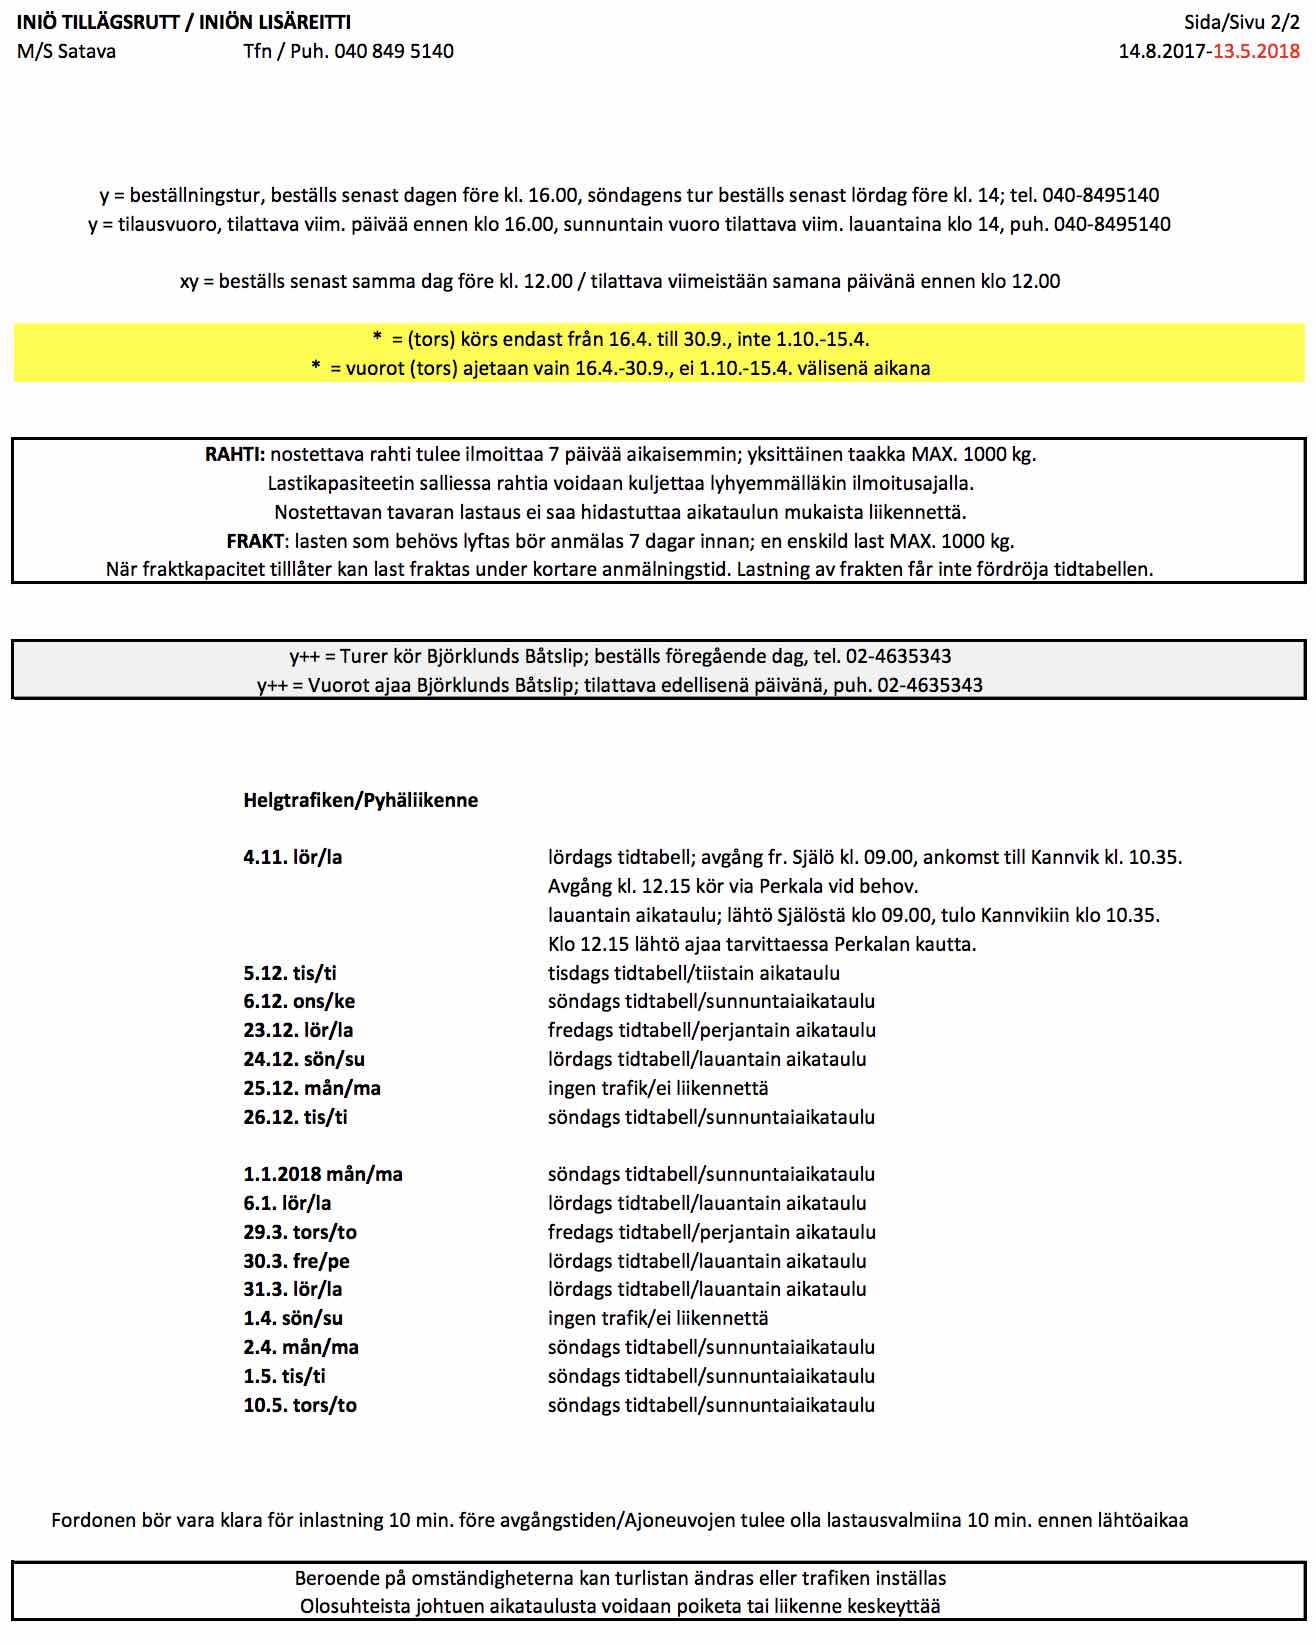 INIÖ TILLÄGSRUTT / INIÖN LISÄREITTI Sida/Sivu 2/2
M/S Satava Tfn / Puh. 040 849 5140 14.8.2017-13.5.2018
y = beställningstur, beställs senast dagen före kl. 16.00, söndagens tur beställs senast lördag före kl. 14; tel. 040-8495140
y = tilausvuoro, tilattava viim. päivää ennen klo 16.00, sunnuntain vuoro tilattava viim. lauantaina klo 14, puh. 040-8495140
xy = beställs senast samma dag före kl. 12.00 / tilattava viimeistään samana päivänä ennen klo 12.00
* = (tors) körs endast från 16.4. till 30.9., inte 1.10.-15.4.
* = vuorot (tors) ajetaan vain 16.4.-30.9., ei 1.10.-15.4. välisenä aikana
RAHTI: nostettava rahti tulee ilmoittaa 7 päivää aikaisemmin; yksittäinen taakka MAX. 1000 kg.
Lastikapasiteetin salliessa rahtia voidaan kuljettaa lyhyemmälläkin ilmoitusajalla.
Nostettavan tavaran lastaus ei saa hidastuttaa aikataulun mukaista liikennettä.
FRAKT: lasten som behövs lyftas bör anmälas 7 dagar innan; en enskild last MAX. 1000 kg.
När fraktkapacitet tilllåter kan last fraktas under kortare anmälningstid. Lastning av frakten får inte fördröja tidtabellen.
y++ = Turer kör Björklunds Båtslip; beställs föregående dag, tel. 02-4635343
y++ = Vuorot ajaa Björklunds Båtslip; tilattava edellisenä päivänä, puh. 02-4635343
Helgtrafiken/Pyhäliikenne
4.11. lör/la lördags tidtabell; avgång fr. Själö kl. 09.00, ankomst till Kannvik kl. 10.35.
Avgång kl. 12.15 kör via Perkala vid behov.
lauantain aikataulu; lähtö Själöstä klo 09.00, tulo Kannvikiin klo 10.35.
Klo 12.15 lähtö ajaa tarvittaessa Perkalan kautta.
5.12. tis/ti tisdags tidtabell/tiistain aikataulu
6.12. ons/ke söndags tidtabell/sunnuntaiaikataulu
23.12. lör/la fredags tidtabell/perjantain aikataulu
24.12. sön/su lördags tidtabell/lauantain aikataulu
25.12. mån/ma ingen trafik/ei liikennettä
26.12. tis/ti söndags tidtabell/sunnuntaiaikataulu
1.1.2018 mån/ma söndags tidtabell/sunnuntaiaikataulu
6.1. lör/la lördags tidtabell/lauantain aikataulu
29.3. tors/to fredags tidtabell/perjantain aikataulu
30.3. fre/pe lördags tidtabell/lauantain aikataulu
31.3. lör/la lördags tidtabell/lauantain aikataulu
1.4. sön/su ingen trafik/ei liikennettä
2.4. mån/ma söndags tidtabell/sunnuntaiaikataulu
1.5. tis/ti söndags tidtabell/sunnuntaiaikataulu
10.5. tors/to söndags tidtabell/sunnuntaiaikataulu
Fordonen bör vara klara för inlastning 10 min. före avgångstiden/Ajoneuvojen tulee olla lastausvalmiina 10 min. ennen lähtöaikaa
Beroende på omständigheterna kan turlistan ändras eller trafiken inställas
Olosuhteista johtuen aikataulusta voidaan poiketa tai liikenne keskeyttää